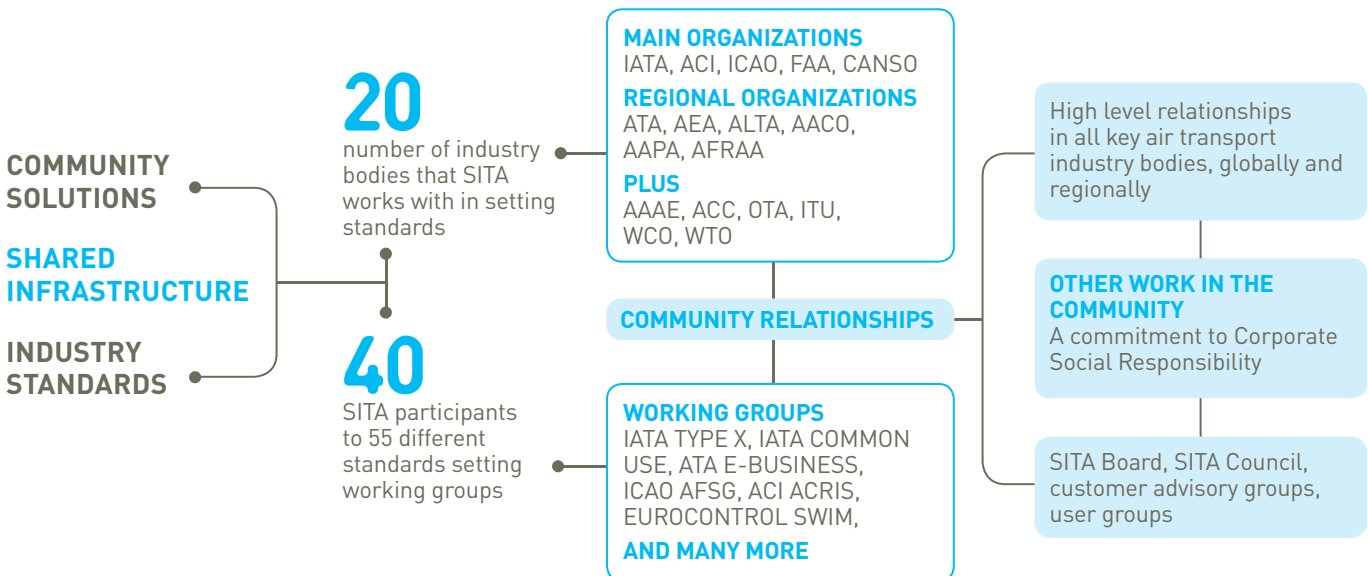 COMMUNITY
SOLUTIONS
SHARED
INFRASTRUCTURE
INDUSTRY
STANDARDS
20
number of industry
bodies that SITA
works with in setting
standards
40
SITA participants
to 55 different
standards setting
working groups
MAIN ORGANIZATIONS
IATA, ACI, ICAO, FAA, CANSO
REGIONAL ORGANIZATIONS
ATA, AEA, ALTA, AACO,
AAPA, AFRAA
PLUS
AAAE, ACC, OTA, ITU,
WCO, WTO
COMMUNITY RELATIONSHIPS
WORKING GROUPS
IATA TYPE X, IATA COMMON
USE, ATA E-BUSINESS,
ICAO AFSG, ACI ACRIS,
EUROCONTROL SWIM,
AND MANY MORE
High level relationships
in all key air transport
industry bodies, globally and
regionally
OTHER WORK IN THE
COMMUNITY
A commitment to Corporate
Social Responsibility
SITA Board, SITA Council,
customer advisory groups,
user groups